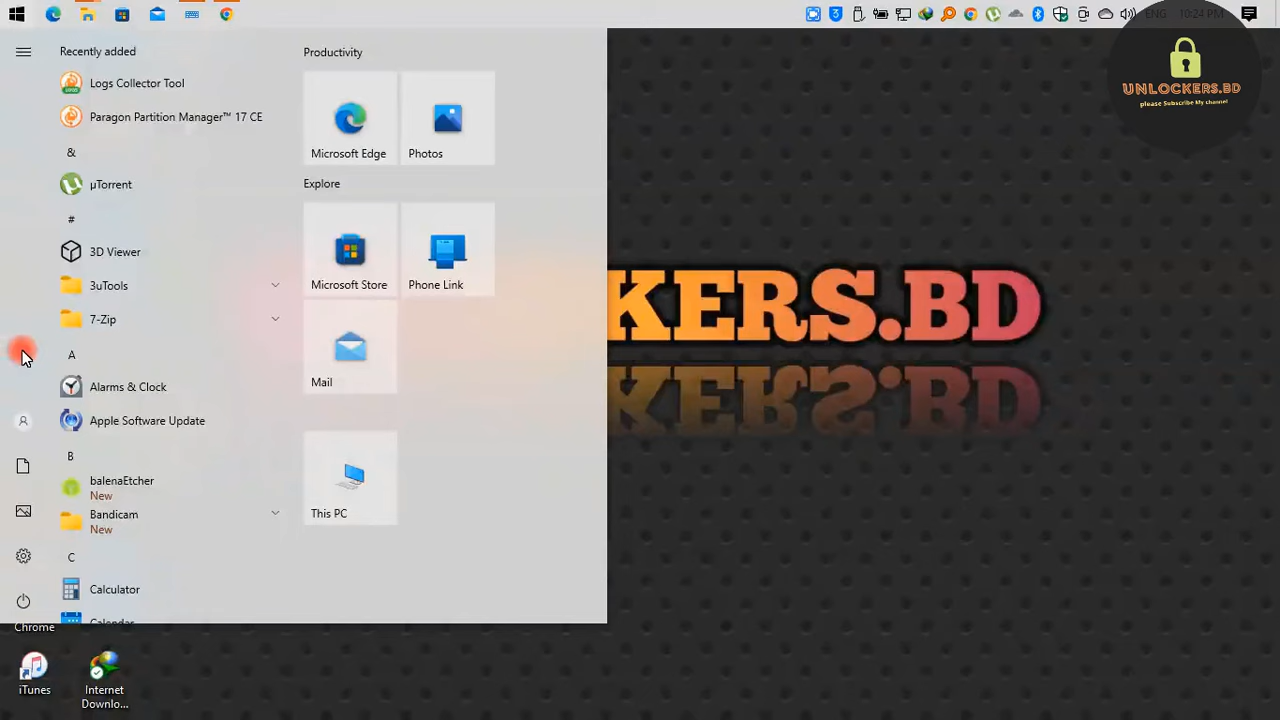 ENG
10:24 PM
Recently added
Logs Collector Tool
Paragon Partition Manager™ 17 CE
&
µTorrent
#
3D Viewer
3uTools
7-Zip
A
Alarms & Clock
Apple Software Update
B
balenaEtcher
New
Bandicam
New
C
Calculator
Calendar
Productivity
Microsoft Edge
Photos
Explore
Microsoft Store
Phone Link
Mail
This PC
KERS.BD
UNLOCKERS.BD
please Subscribe My channel
Chrome
iTunes
Internet
Downlo...